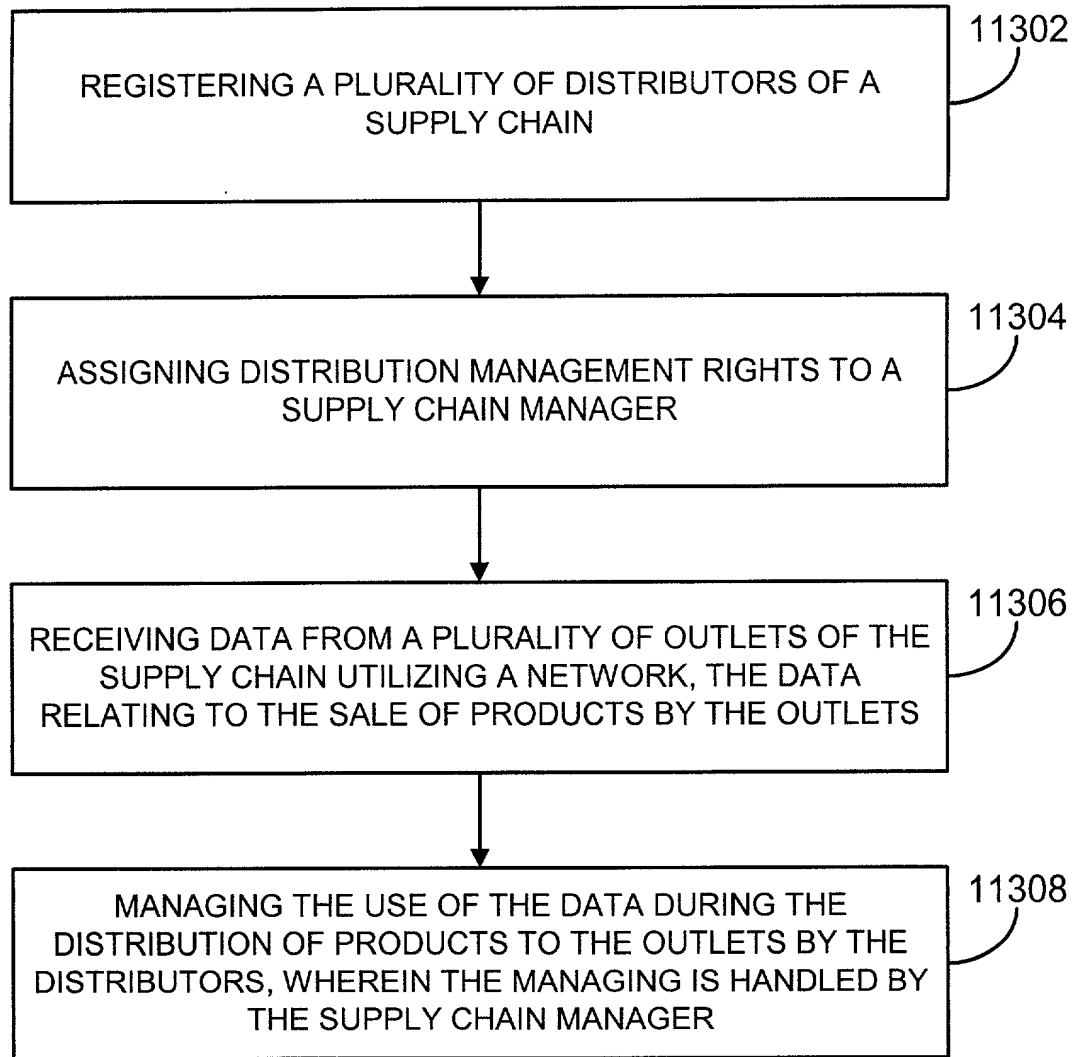 11302
REGISTERING A PLURALITY OF DISTRIBUTORS OF A
SUPPLY CHAIN
11304
ASSIGNING DISTRIBUTION MANAGEMENT RIGHTS TO A
SUPPLY CHAIN MANAGER
11306
RECEIVING DATA FROM A PLURALITY OF OUTLETS OF THE
SUPPLY CHAIN UTILIZING A NETWORK, THE DATA
RELATING TO THE SALE OF PRODUCTS BY THE OUTLETS
11308
MANAGING THE USE OF THE DATA DURING THE
DISTRIBUTION OF PRODUCTS TO THE OUTLETS BY THE
DISTRIBUTORS, WHEREIN THE MANAGING IS HANDLED BY
THE SUPPLY CHAIN MANAGER